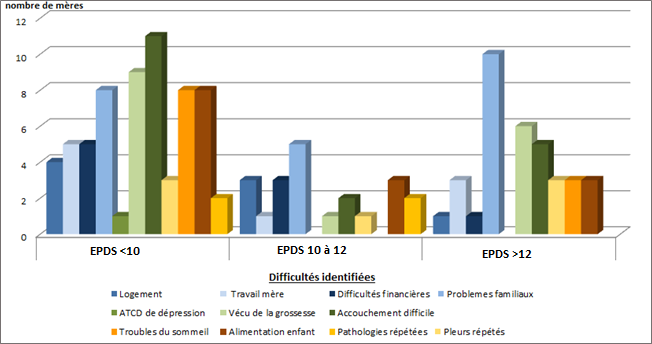 nombre de mères
12
10
8
6
4
2
0
EPDS <10
EPDS 10 à 12
EPDS >12
Difficultés identifiées
Logement
Travail mère
Difficultés financières
Problemes familiaux
ATCD de dépression
Vécu de la grossesse
Accouchement difficile
Troubles du sommeil
Alimentation enfant
Pathologies répétées
Pleurs répétés